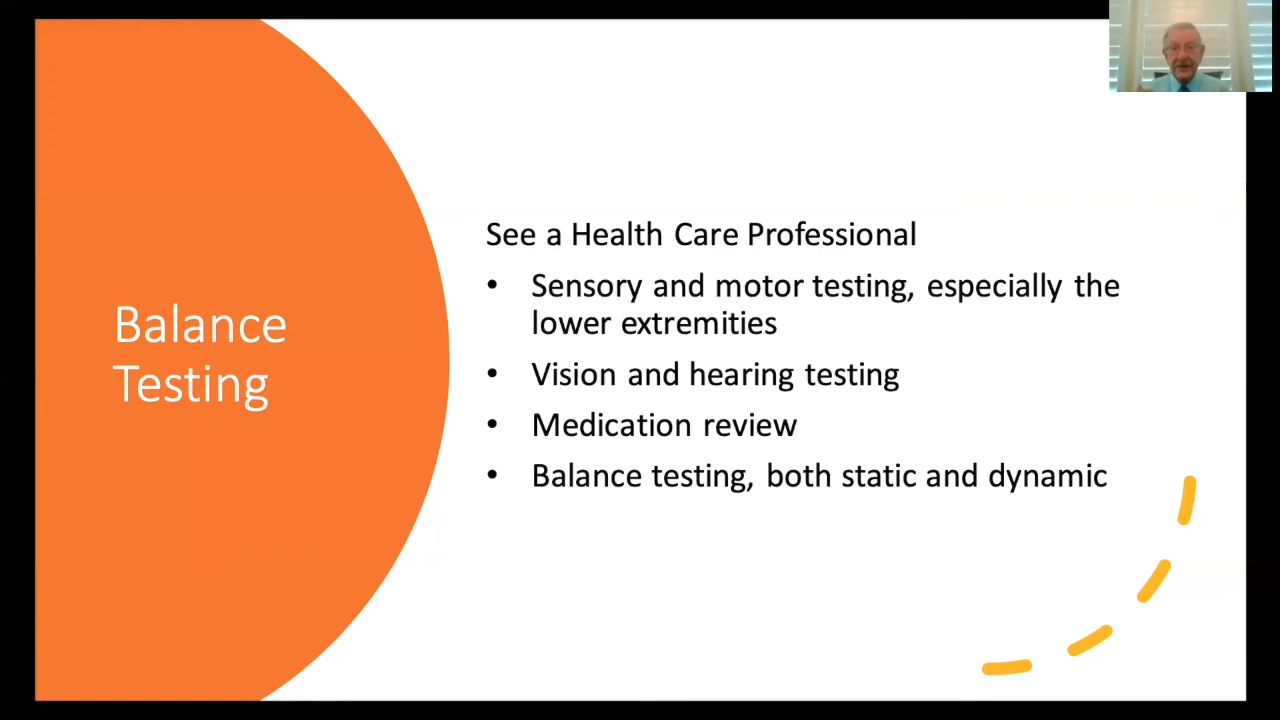 Balance
Testing
See a Health Care Professional
• Sensory and motor testing, especially the
lower extremities
• Vision and hearing testing
• Medication review
• Balance testing, both static and dynamic